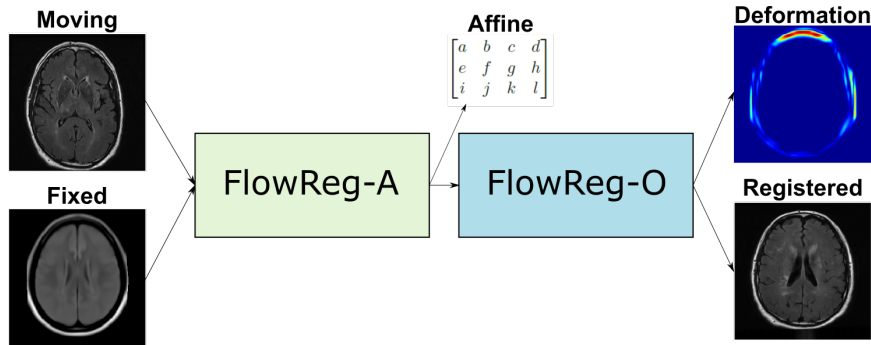 Moving
Fixed
FlowReg-A
Affine
a b c d
e f g h
i j k l
FlowReg-O
Deformation
Registered